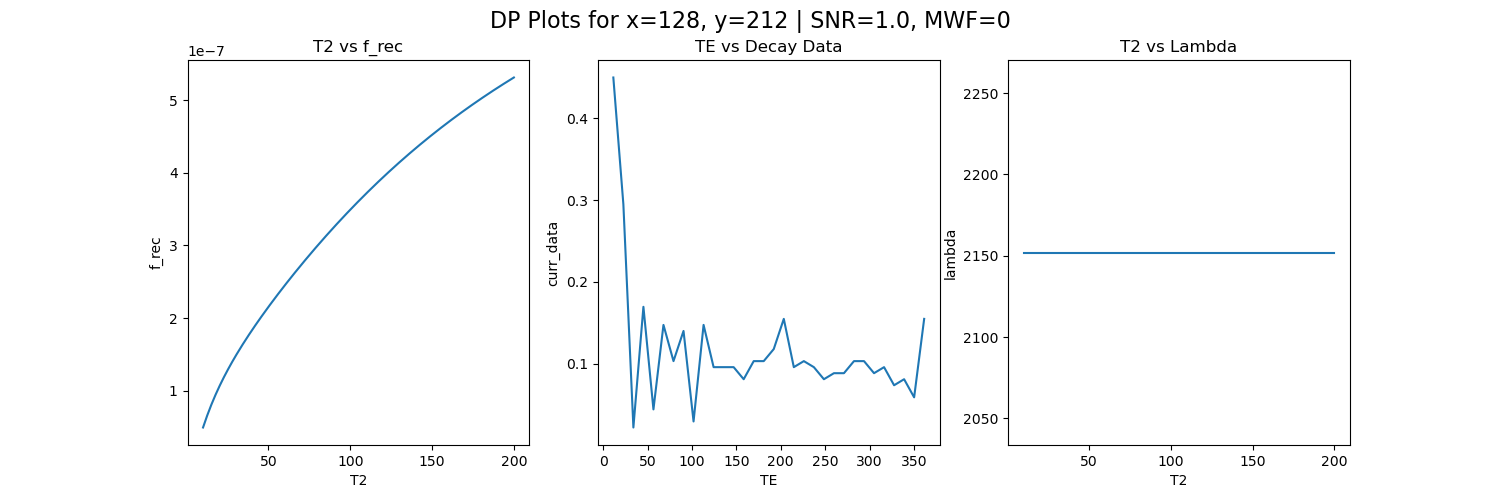 DP Plots for x=128, y=212 | SNR=1.0, MWF=0
T2 vs f_rec
1e−7
5
4
3
2
1
f_rec
50
100
150
200
T2
TE vs Decay Data
0.4
0.3
0.2
0.1
curr_data
0
50
100
150
200
250
300
350
TE
T2 vs Lambda
2250
2200
2150
2100
2050
lambda
50
100
150
200
T2